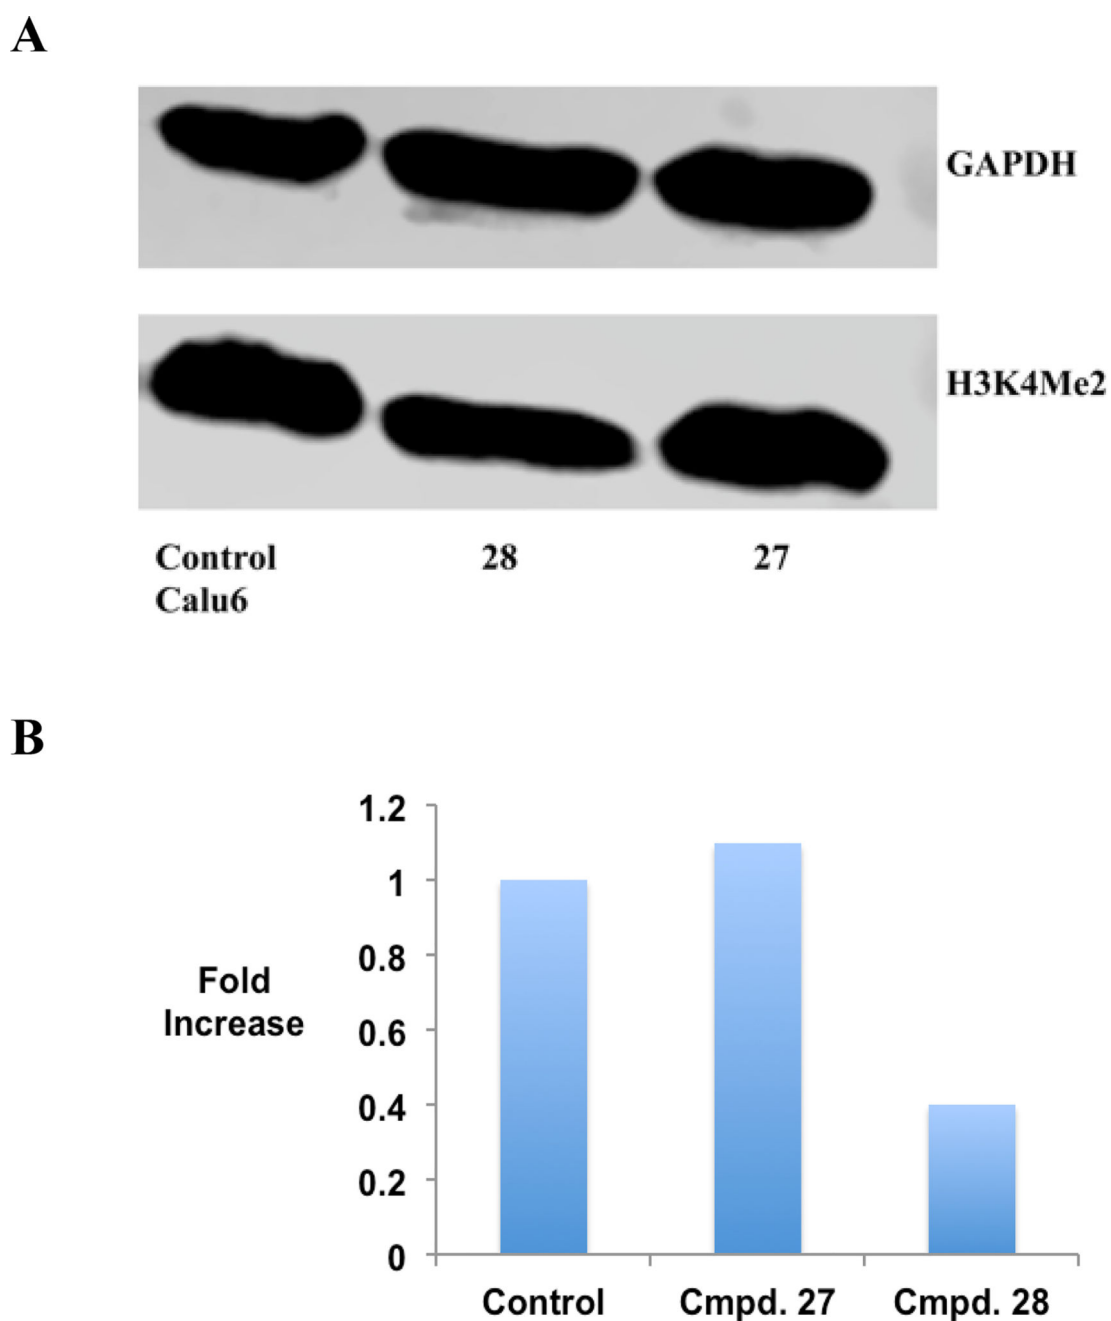 A
GAPDH
H3K4Me2
Control 28 27
Calu6
B
1.2
1
0.8
Fold
Increase
0.6
0.4
0.2
0
Control Cmpd. 27 Cmpd. 28